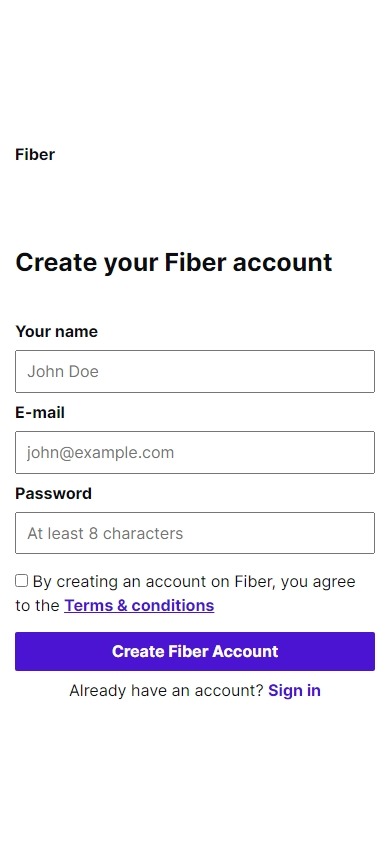 Fiber
Create your Fiber account
Your name
John Doe
E-mail
john@example.com
Password
At least 8 characters
By creating an account on Fiber, you agree
to the Terms & conditions
Create Fiber Account
Already have an account? Sign in